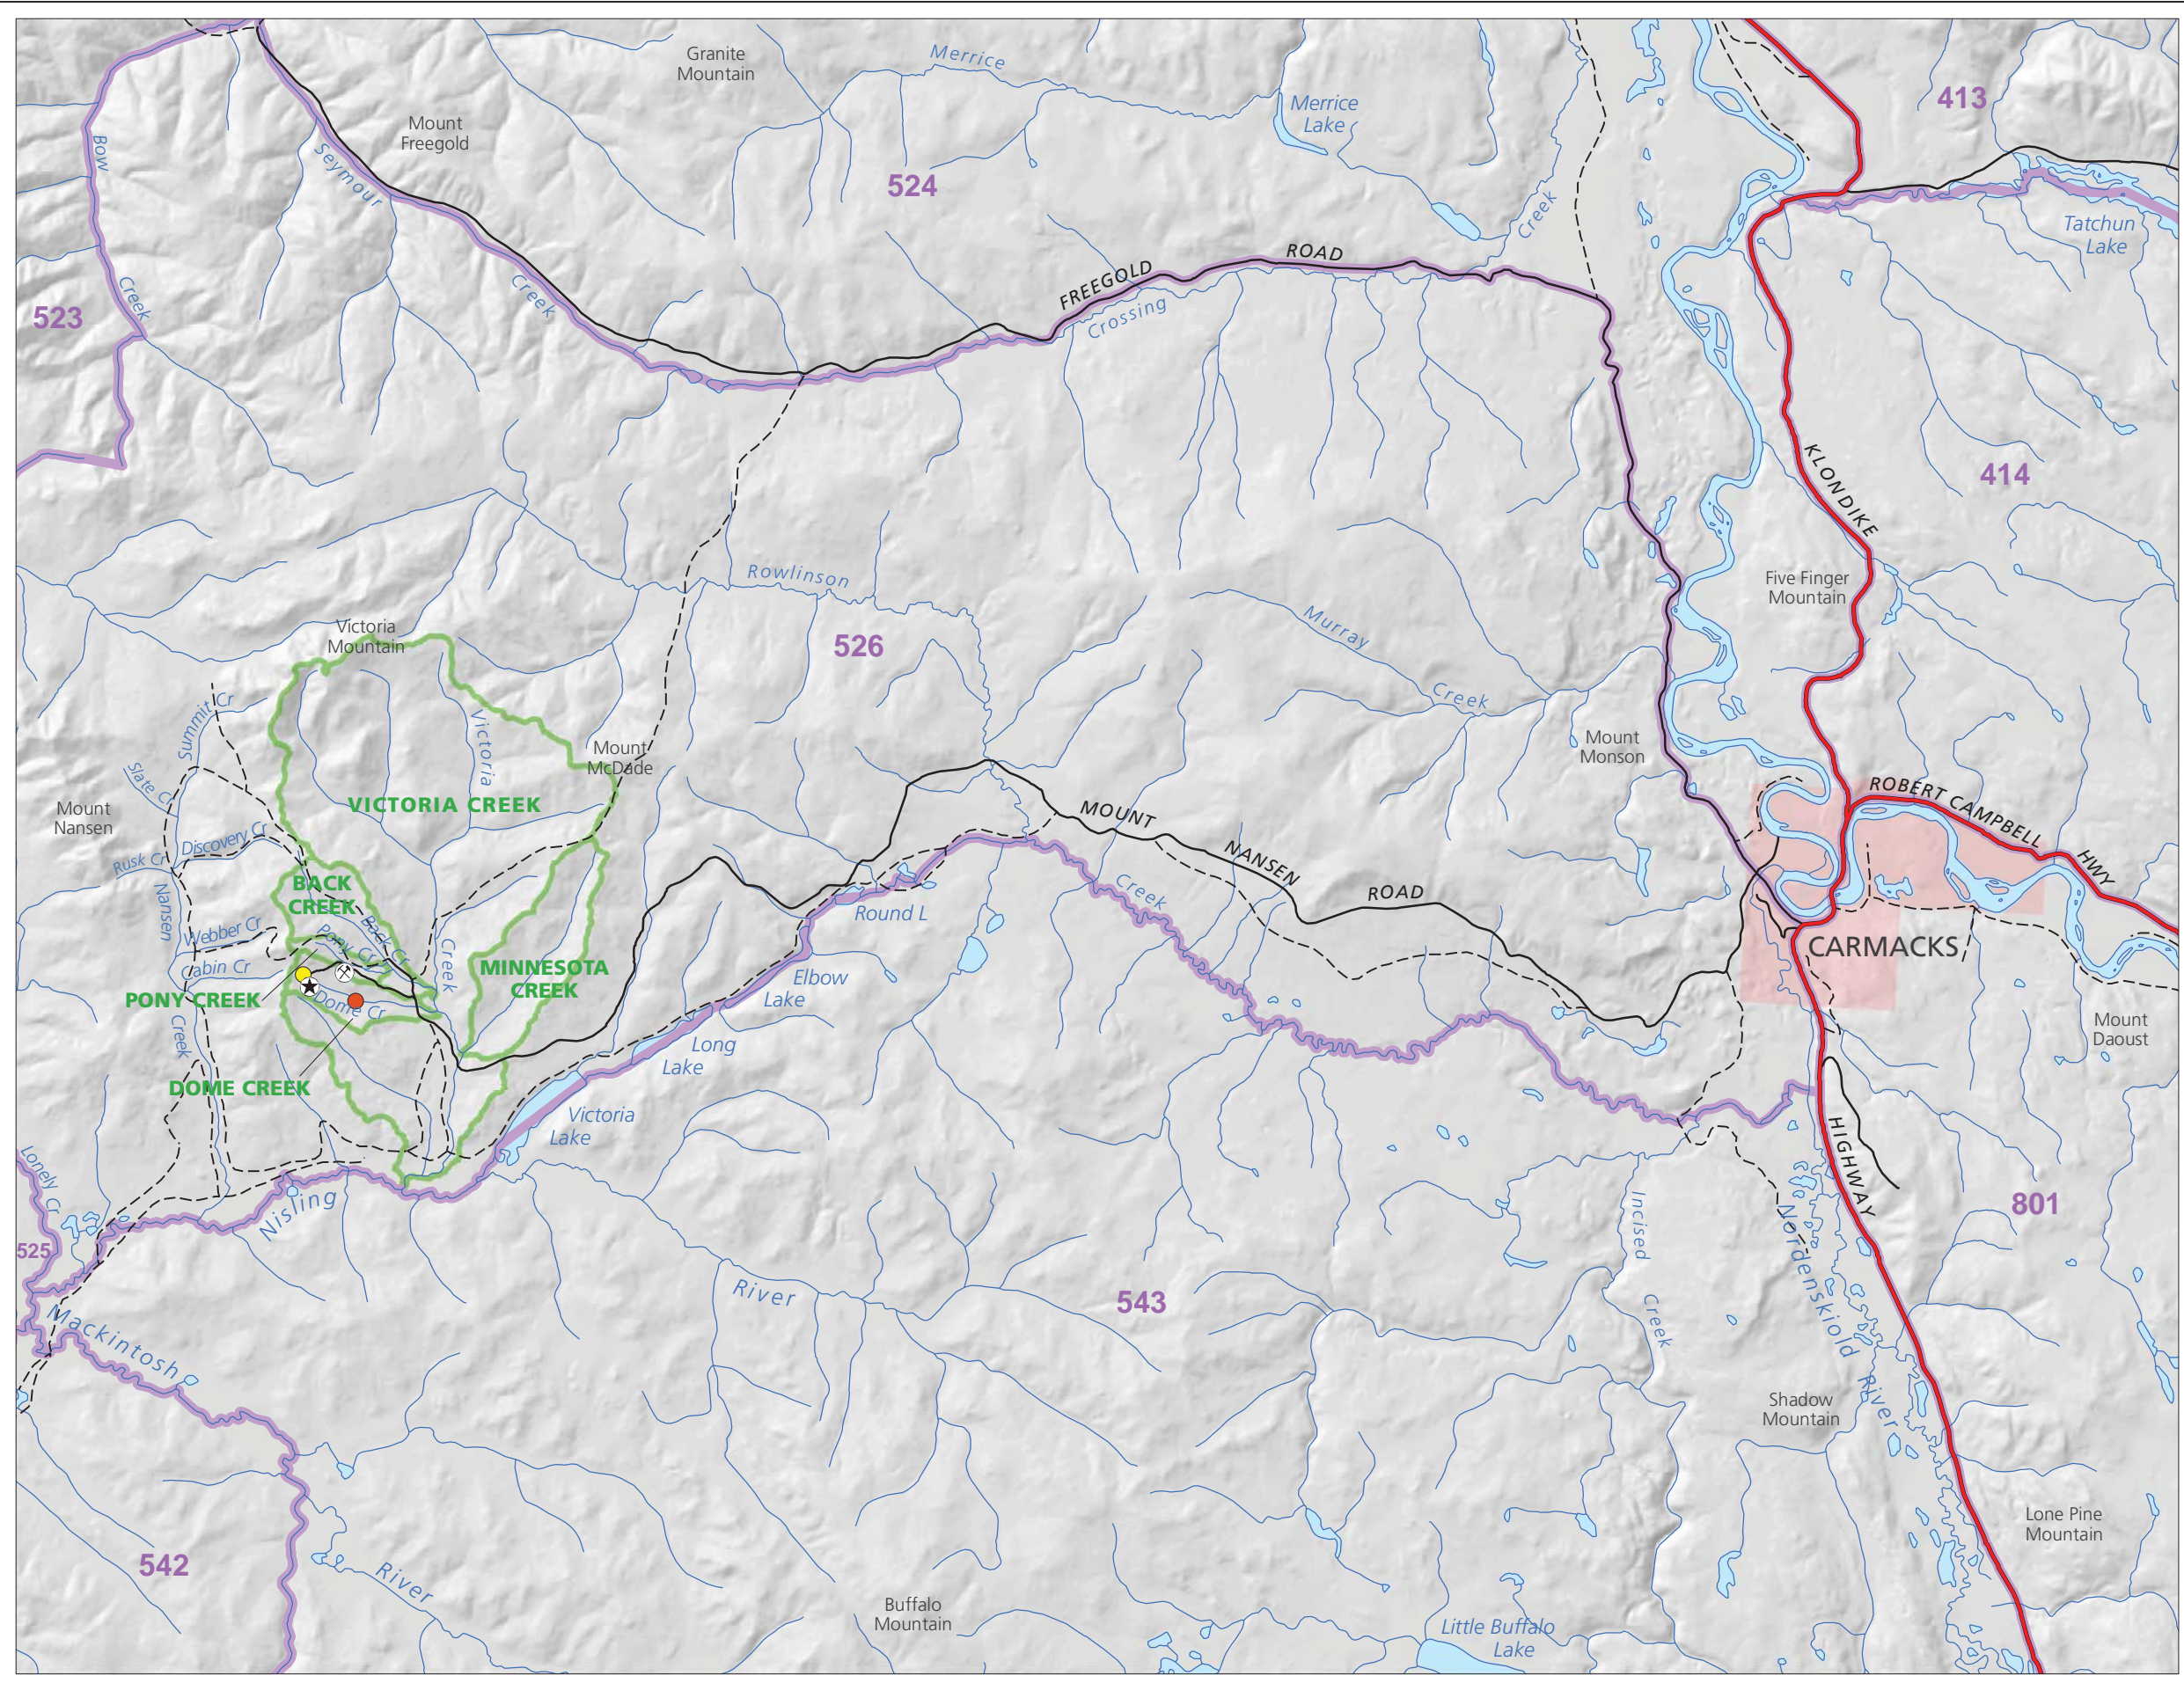 Granite
Mountain
Merrice
Merrice
Lake
413
Mount
Freegold
Bow
Seymour
524
Creek
Tatchun
Lake
ROAD
FREEGOLD
Creek
Creek
Crossing
523
KLONDIKE
414
Rowlinson
Five Finger
Mountain
Murray
Victoria
Mountain
526
Creek
Summit Cr
Victoria
Mount
McDade
Mount
Monson
Slate Cr
Mount
Nansen
VICTORIA CREEK
MOUNT
ROBERT CAMPBELL
HWY
Discovery Cr
Rusk Cr
NANSEN
ROAD
BACK
CREEK
Nansen
Creek
Round L
Webber Cr
Pony Cr
Back Cr
CARMACKS
Cabin Cr
Creek
MINNESOTA
CREEK
Elbow
Lake
PONY CREEK
Dome Cr
Creek
Long
Lake
Mount
Daoust
DOME CREEK
Victoria
Lake
HIGHWAY
Lonely Cr
Nisling
Incised
Nordenskiold
801
525
River
543
Mackintosh
Creek
Shadow
Mountain
River
Lone Pine
Mountain
542
River
Buffalo
Mountain
Little Buffalo
Lake